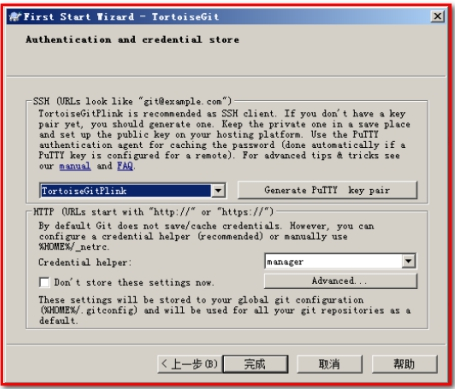 First Start Wizard - TortoiseGit
Authentication and credential store
SSH (URLs look like "git@example.com")
TortoiseGitPlink is recommended as SSH client. If you don't have a key
pair yet, you should generate one. Keep the private one in a save place
and set up the public key on your hosting platform. Use the PuTTY
authentication agent for caching the password (done automatically if a
PuTTY key is configured for a remote). For advanced tips & tricks see
our manual and FAQ.
TortoiseGitPlink
Generate PuTTY key pair
HTTP (URLs start with "http://" or "https://")
By default Git does not save/cache credentials. However, you can
configure a credential helper (recommended) or manually use
%HOME%/_netrc.
Credential helper:
manager
Don't store these settings now.
Advanced...
These settings will be stored to your global git configuration
(%HOME%/.gitconfig) and will be used for all your git repositories as a
default.
<上一步(B)
完成
取消
帮助